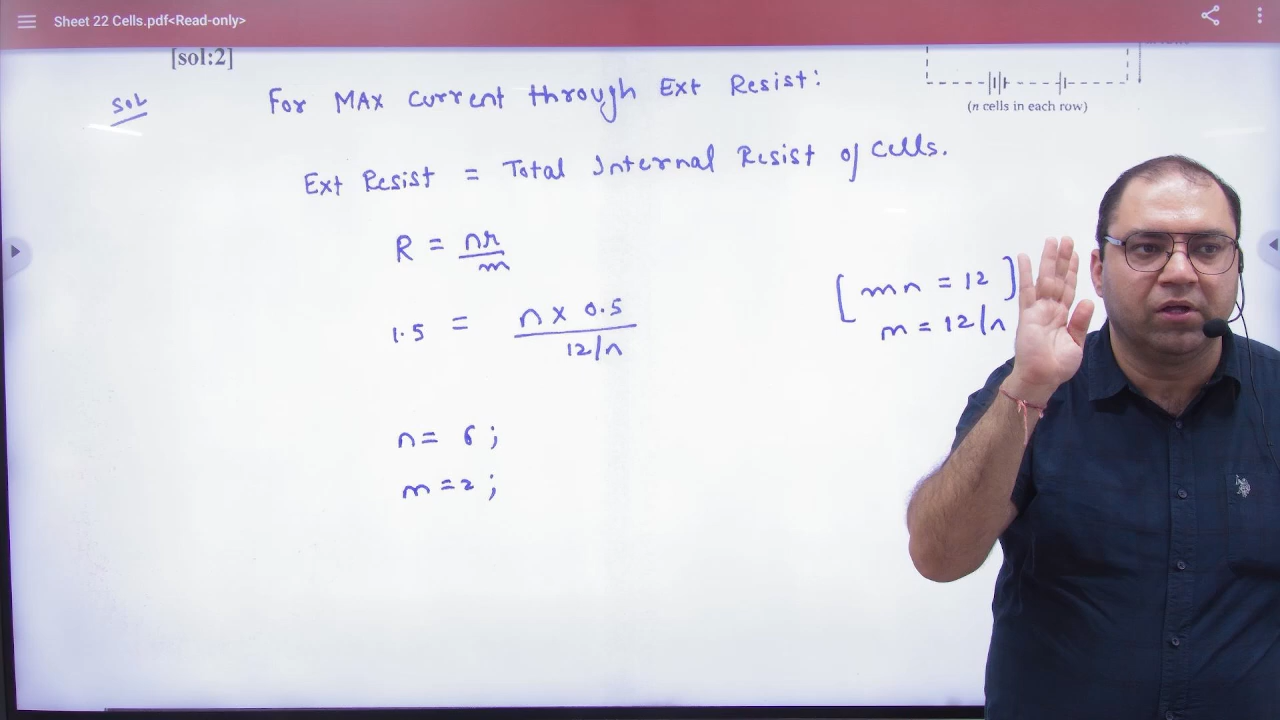 Sheet 22 Cells.pdf<Read-only>
[sol:2]
(n cells in each row)
Sol
For MAX current through Ext Resist:
Ext Resist = Total Internal Resist of cells.
R = nr/m
[mn = 12]
m = 12/n
1.5 = n x 0.5 / 12/n
n = 6 ;
m = 2 ;